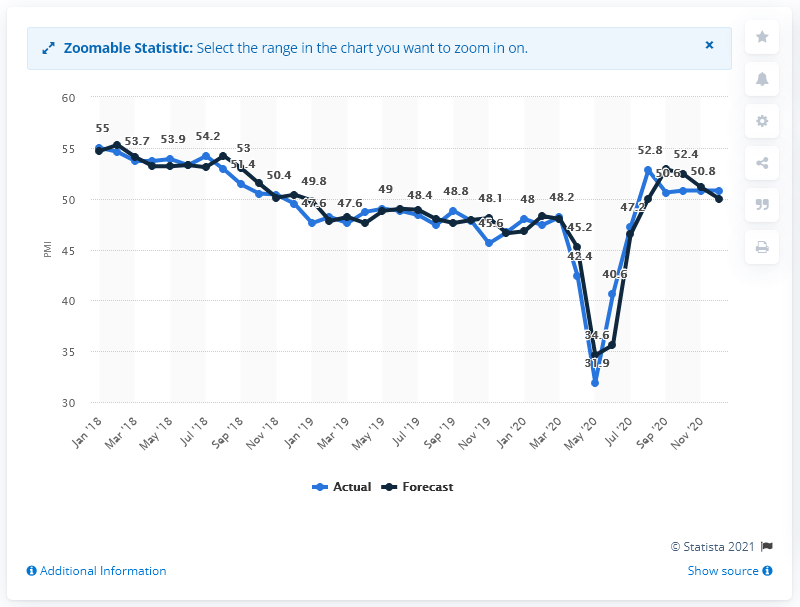 Zoomable Statistic: Select the range in the chart you want to zoom in on.
×
60
55
50
45
40
35
30
PMI
55
53.7
53.9
54.2
53
51.4
50.4
49.8
47.6
47.6
49
48.4
48.8
48.1
45.6
48
48.2
45.2
42.4
34.6
31.9
40.6
47.2
52.8
50.6
52.4
50.8
Jan '18
Mar '18
May '18
Jul '18
Sep '18
Nov '18
Jan '19
Mar '19
May '19
Jul '19
Sep '19
Nov '19
Jan '20
Mar '20
May '20
Jul '20
Sep '20
Nov '20
Actual Forecast
© Statista 2021
Additional Information
Show source